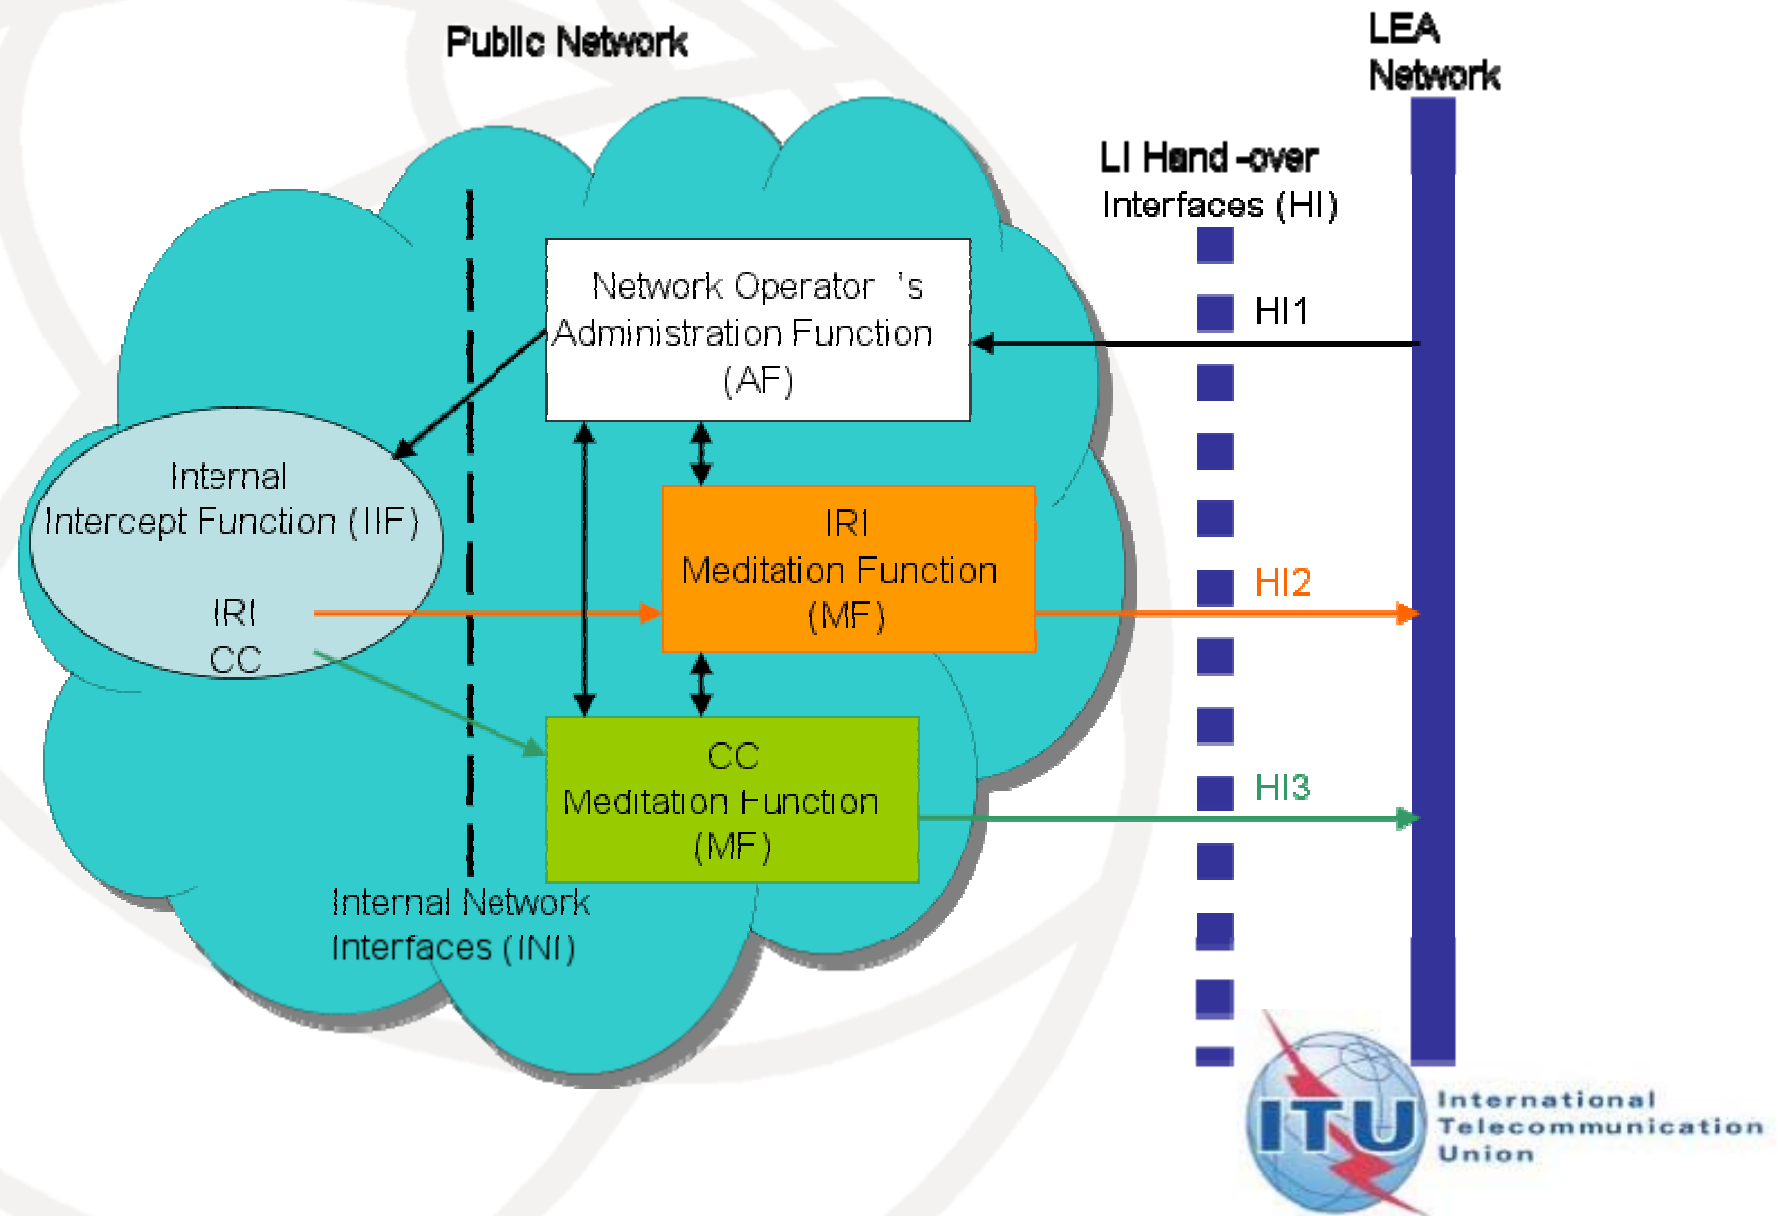 Public Network
LEA
Network
LI Hand -over
Interfaces (HI)
Network Operator 's
Administration Function
(AF)
HI1
Internal
Intercept Function (IIF)
IRI
CC
IRI
Meditation Function
(MF)
HI2
CC
Meditation Function
(MF)
HI3
Internal Network
Interfaces (INI)
ITU
International
Telecommunication
Union